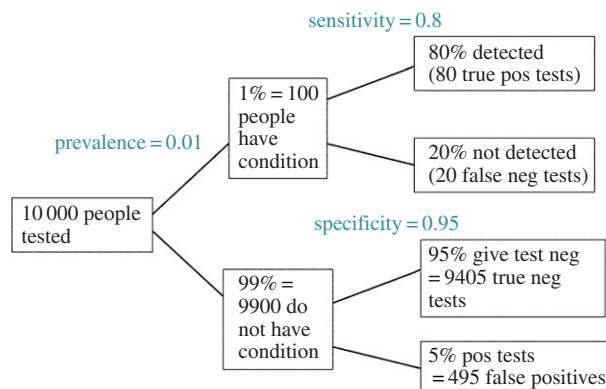 sensitivity = 0.8
80% detected
(80 true pos tests)
1% = 100
people
have
condition
prevalence = 0.01
20% not detected
(20 false neg tests)
10 000 people
tested
specificity = 0.95
95% give test neg
= 9405 true neg
tests
99% =
9900 do
not have
condition
5% pos tests
= 495 false positives